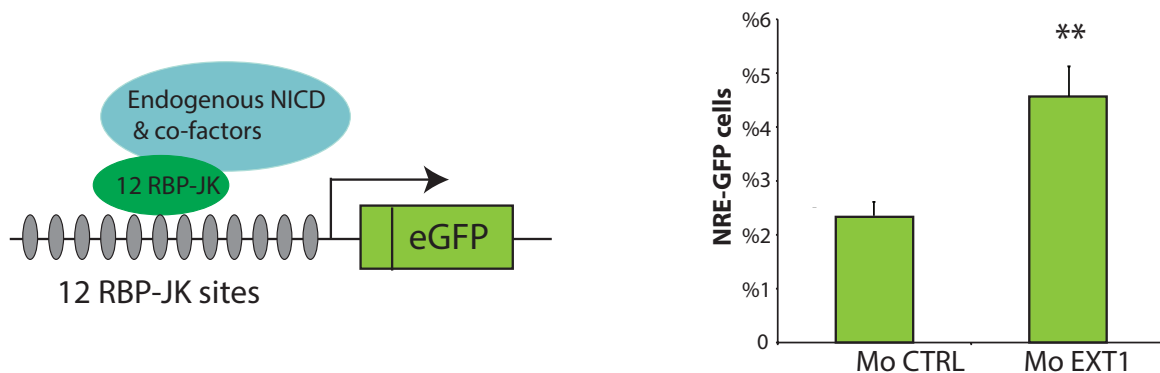 Endogenous NICD
& co-factors
12 RBP-JK
eGFP
12 RBP-JK sites
NRE-GFP cells
%6
%5
%4
%3
%2
%1
0
**
Mo CTRL
Mo EXT1